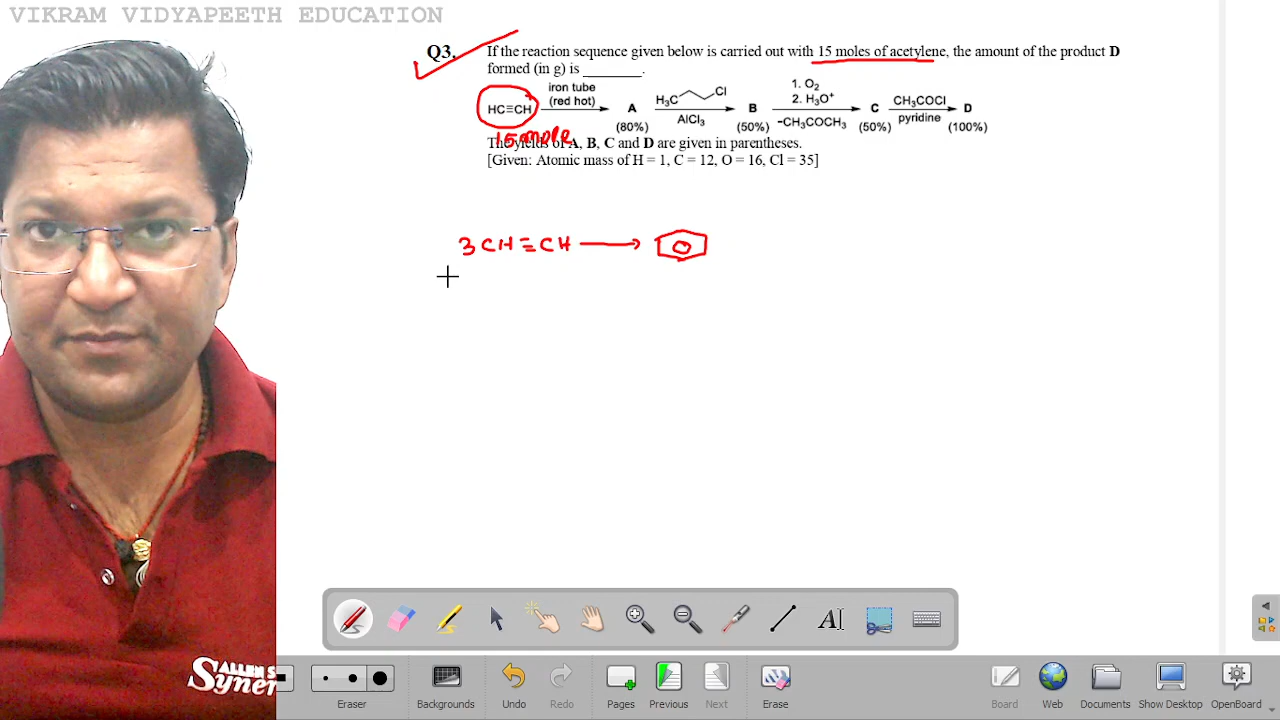 VIKRAM VIDYAPEETH EDUCATION
Q3. If the reaction sequence given below is carried out with 15 moles of acetylene, the amount of the product D
formed (in g) is ________.
HC≡CH iron tube (red hot) A (80%) H₃C Cl AlCl₃ B (50%) 1. O₂ 2. H₃O⁺ -CH₃COCH₃ C (50%) CH₃COCl pyridine D (100%)
15 mole
The yields of A, B, C and D are given in parentheses.
[Given: Atomic mass of H = 1, C = 12, O = 16, Cl = 35]
3 CH≡CH
AI
Eraser Backgrounds Undo Redo Pages Previous Next Erase Board Web Documents Show Desktop OpenBoard